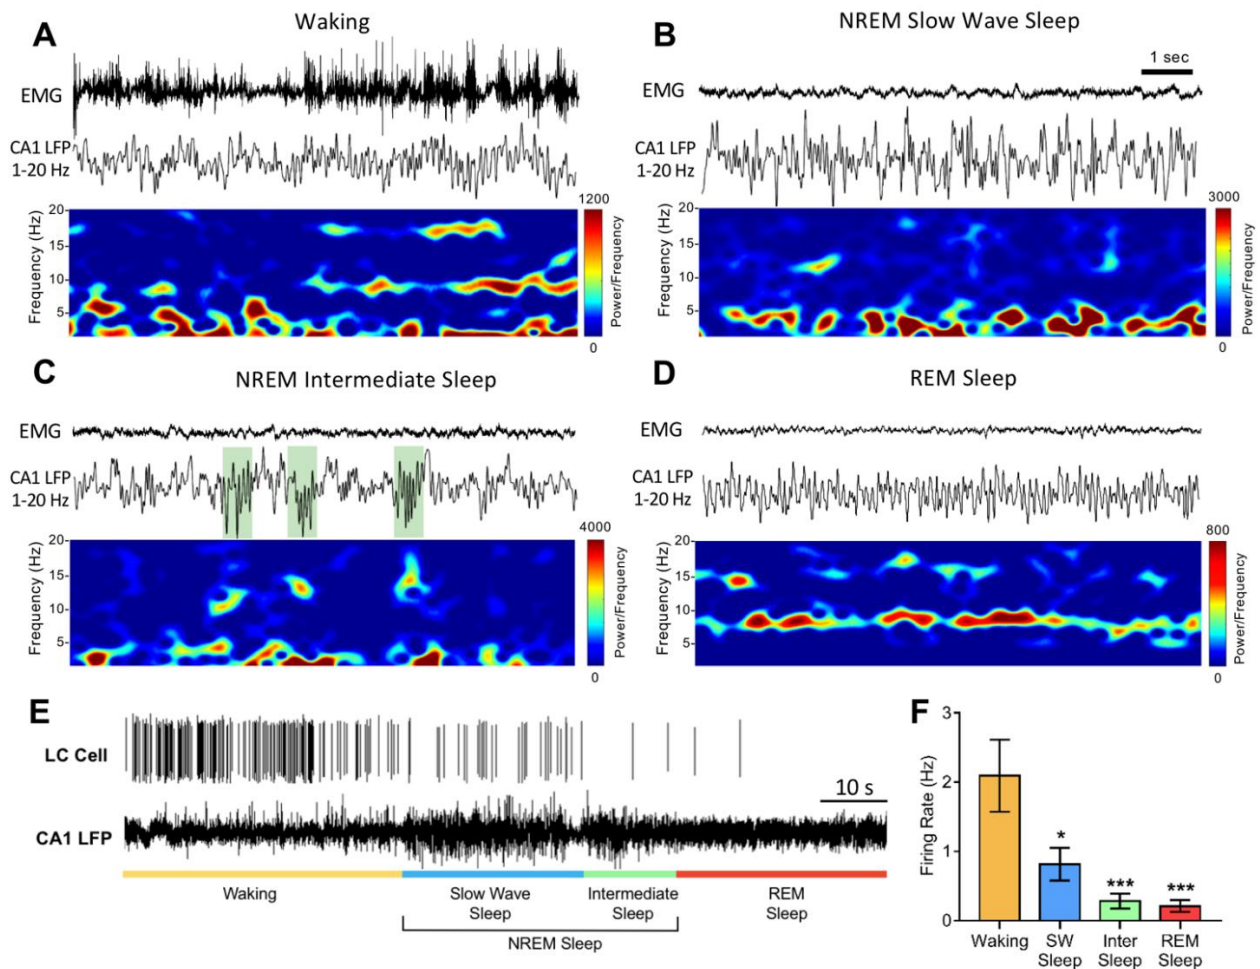 A
Waking
EMG
CA1 LFP
1-20 Hz
1200
20
15
10
5
Frequency (Hz)
Power/Frequency
0
B
NREM Slow Wave Sleep
1 sec
EMG
CA1 LFP
1-20 Hz
3000
20
15
10
5
Frequency (Hz)
Power/Frequency
0
C
NREM Intermediate Sleep
EMG
CA1 LFP
1-20 Hz
4000
20
15
10
5
Frequency (Hz)
Power/Frequency
0
D
REM Sleep
EMG
CA1 LFP
1-20 Hz
800
20
15
10
5
Frequency (Hz)
Power/Frequency
0
E
LC Cell
10 s
CA1 LFP
Waking
Slow Wave
Sleep
Intermediate
Sleep
REM
Sleep
NREM Sleep
F
3
2
1
0
Firing Rate (Hz)
*
***
***
Waking
SW
Sleep
Inter
Sleep
REM
Sleep